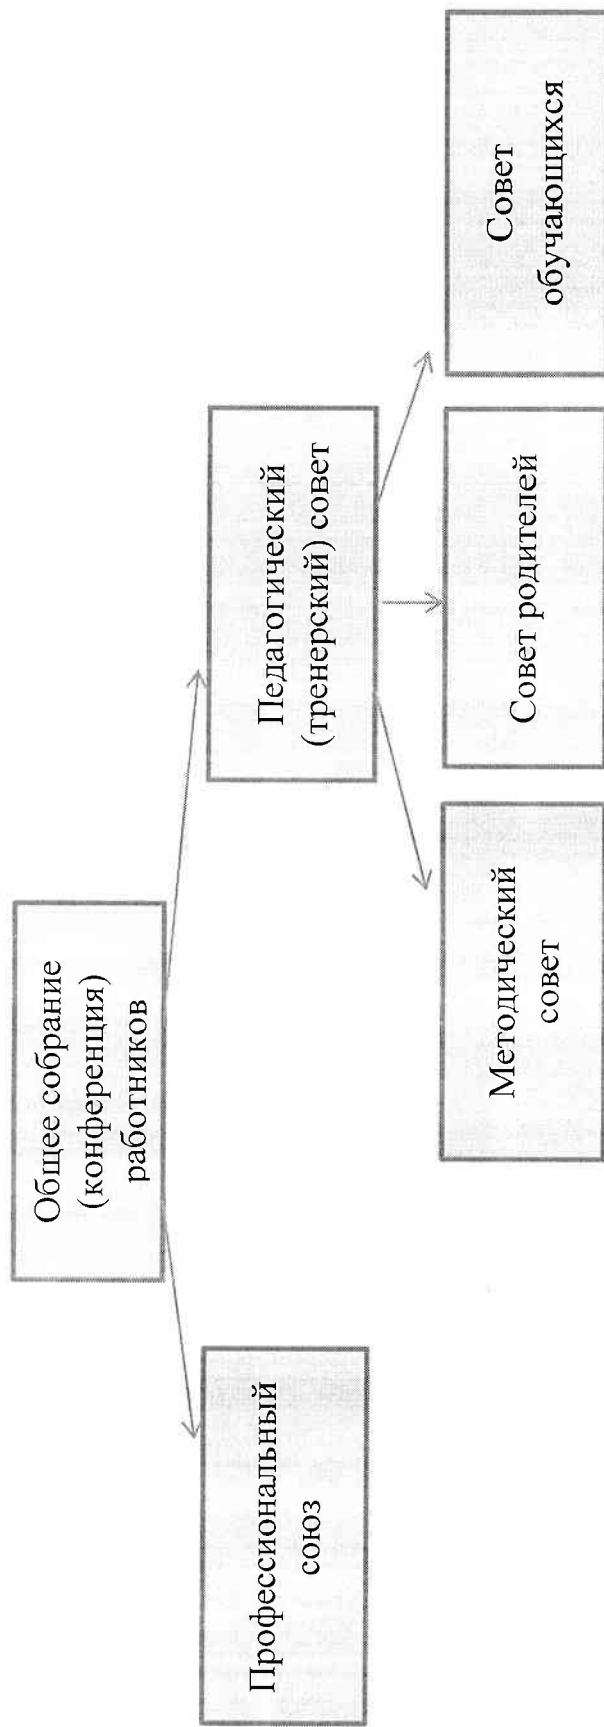 Общее собрание
(конференция)
работников
Профессиональный
союз
Педагогический
(тренерский) совет
Методический
совет
Совет родителей
Совет
обучающихся